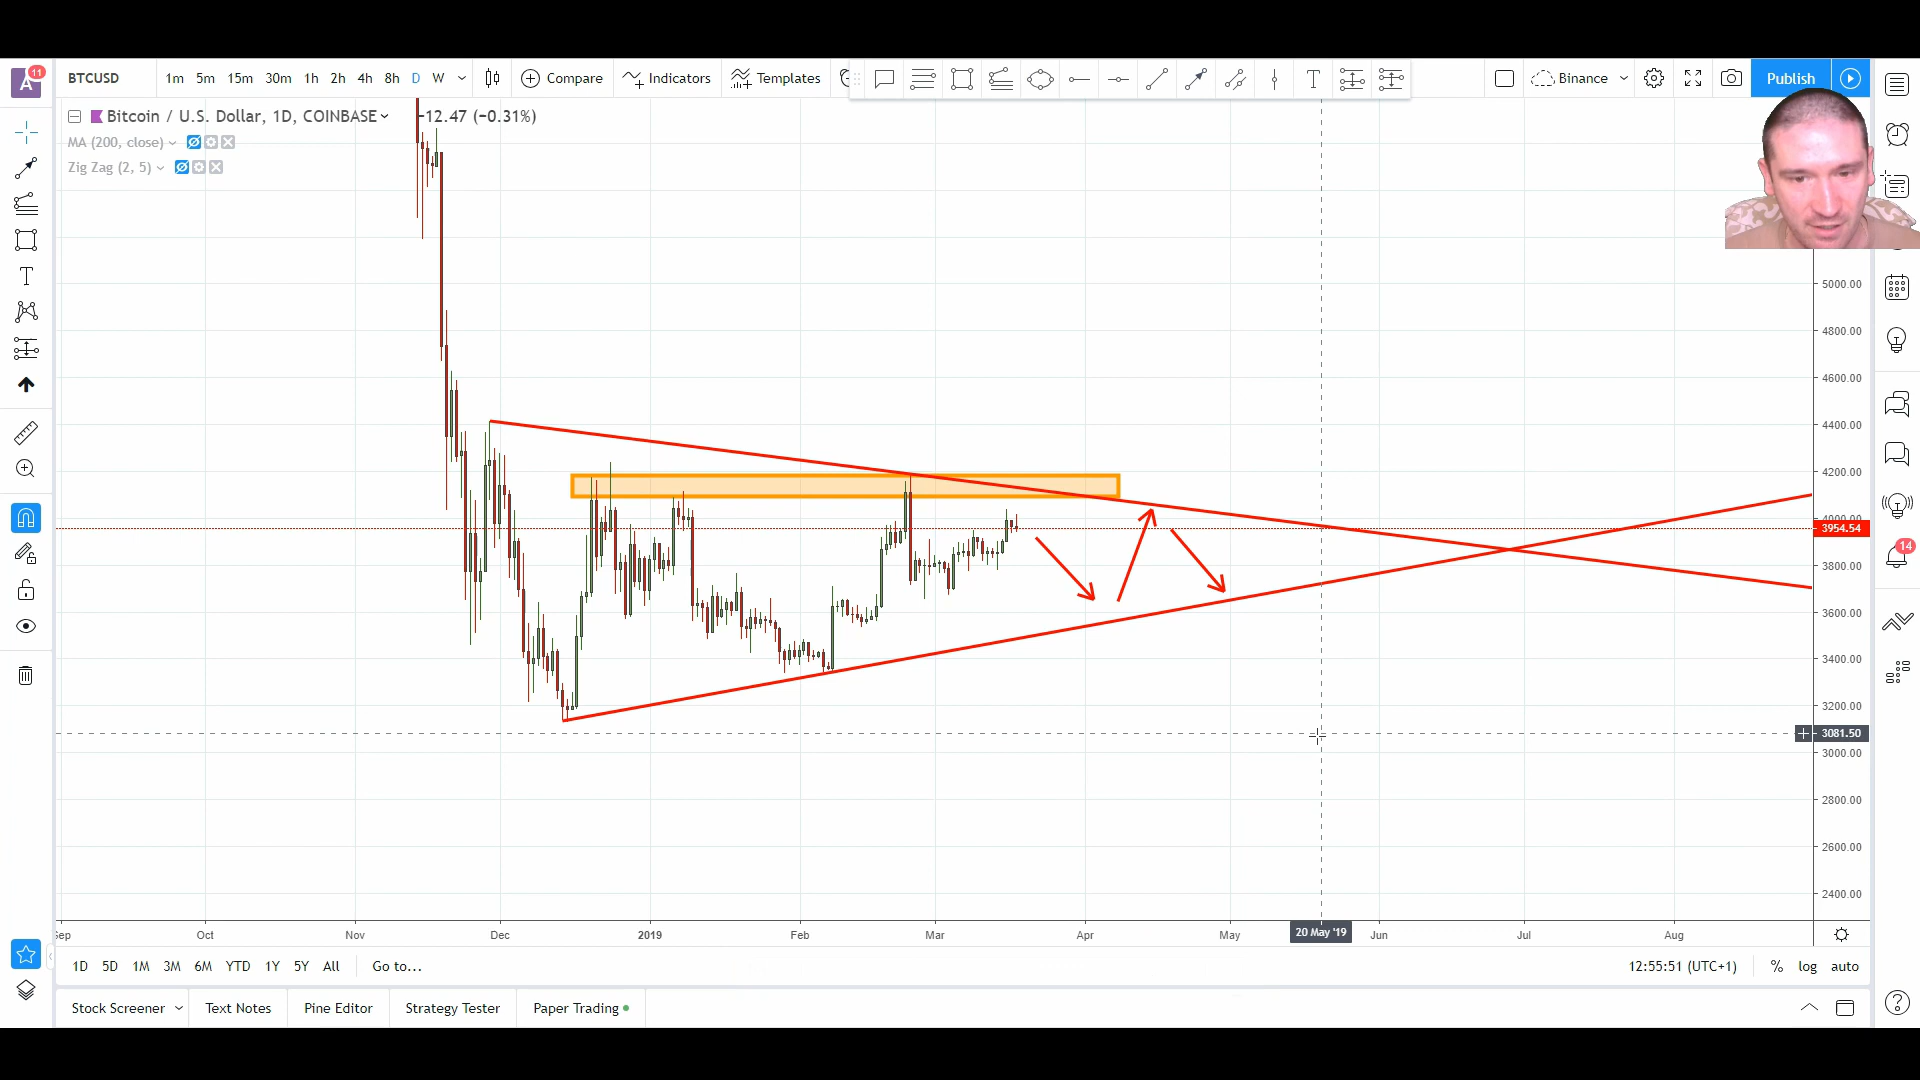 A 11 BTCUSD 1m 5m 15m 30m 1h 2h 4h 8h D W Compare Indicators Templates T Binance Publish
Bitcoin / U.S. Dollar, 1D, COINBASE −12.47 (−0.31%)
MA (200, close)
Zig Zag (2, 5)
T
5000.00
4800.00
4600.00
4400.00
4200.00
4000.00
3954.54
14
3800.00
3600.00
3400.00
3200.00
3081.50
3000.00
2800.00
2600.00
2400.00
Sep Oct Nov Dec 2019 Feb Mar Apr May 20 May '19 Jun Jul Aug
1D 5D 1M 3M 6M YTD 1Y 5Y All Go to... 12:55:51 (UTC+1) % log auto
Stock Screener Text Notes Pine Editor Strategy Tester Paper Trading